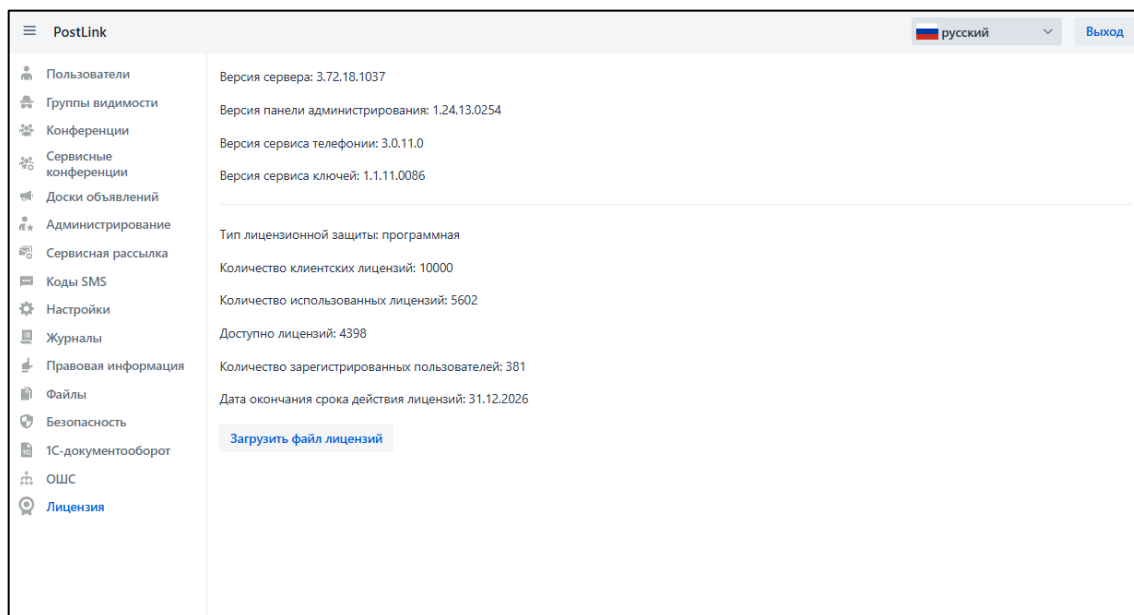 PostLink
русский
Выход
Пользователи
Группы видимости
Конференции
Сервисные
конференции
Доски объявлений
Администрирование
Сервисная рассылка
Коды SMS
Настройки
Журналы
Правовая информация
Файлы
Безопасность
1С-документооборот
ОШС
Лицензия
Версия сервера: 3.72.18.1037
Версия панели администрирования: 1.24.13.0254
Версия сервиса телефонии: 3.0.11.0
Версия сервиса ключей: 1.1.11.0086
Тип лицензионной защиты: программная
Количество клиентских лицензий: 10000
Количество использованных лицензий: 5602
Доступно лицензий: 4398
Количество зарегистрированных пользователей: 381
Дата окончания срока действия лицензий: 31.12.2026
Загрузить файл лицензий